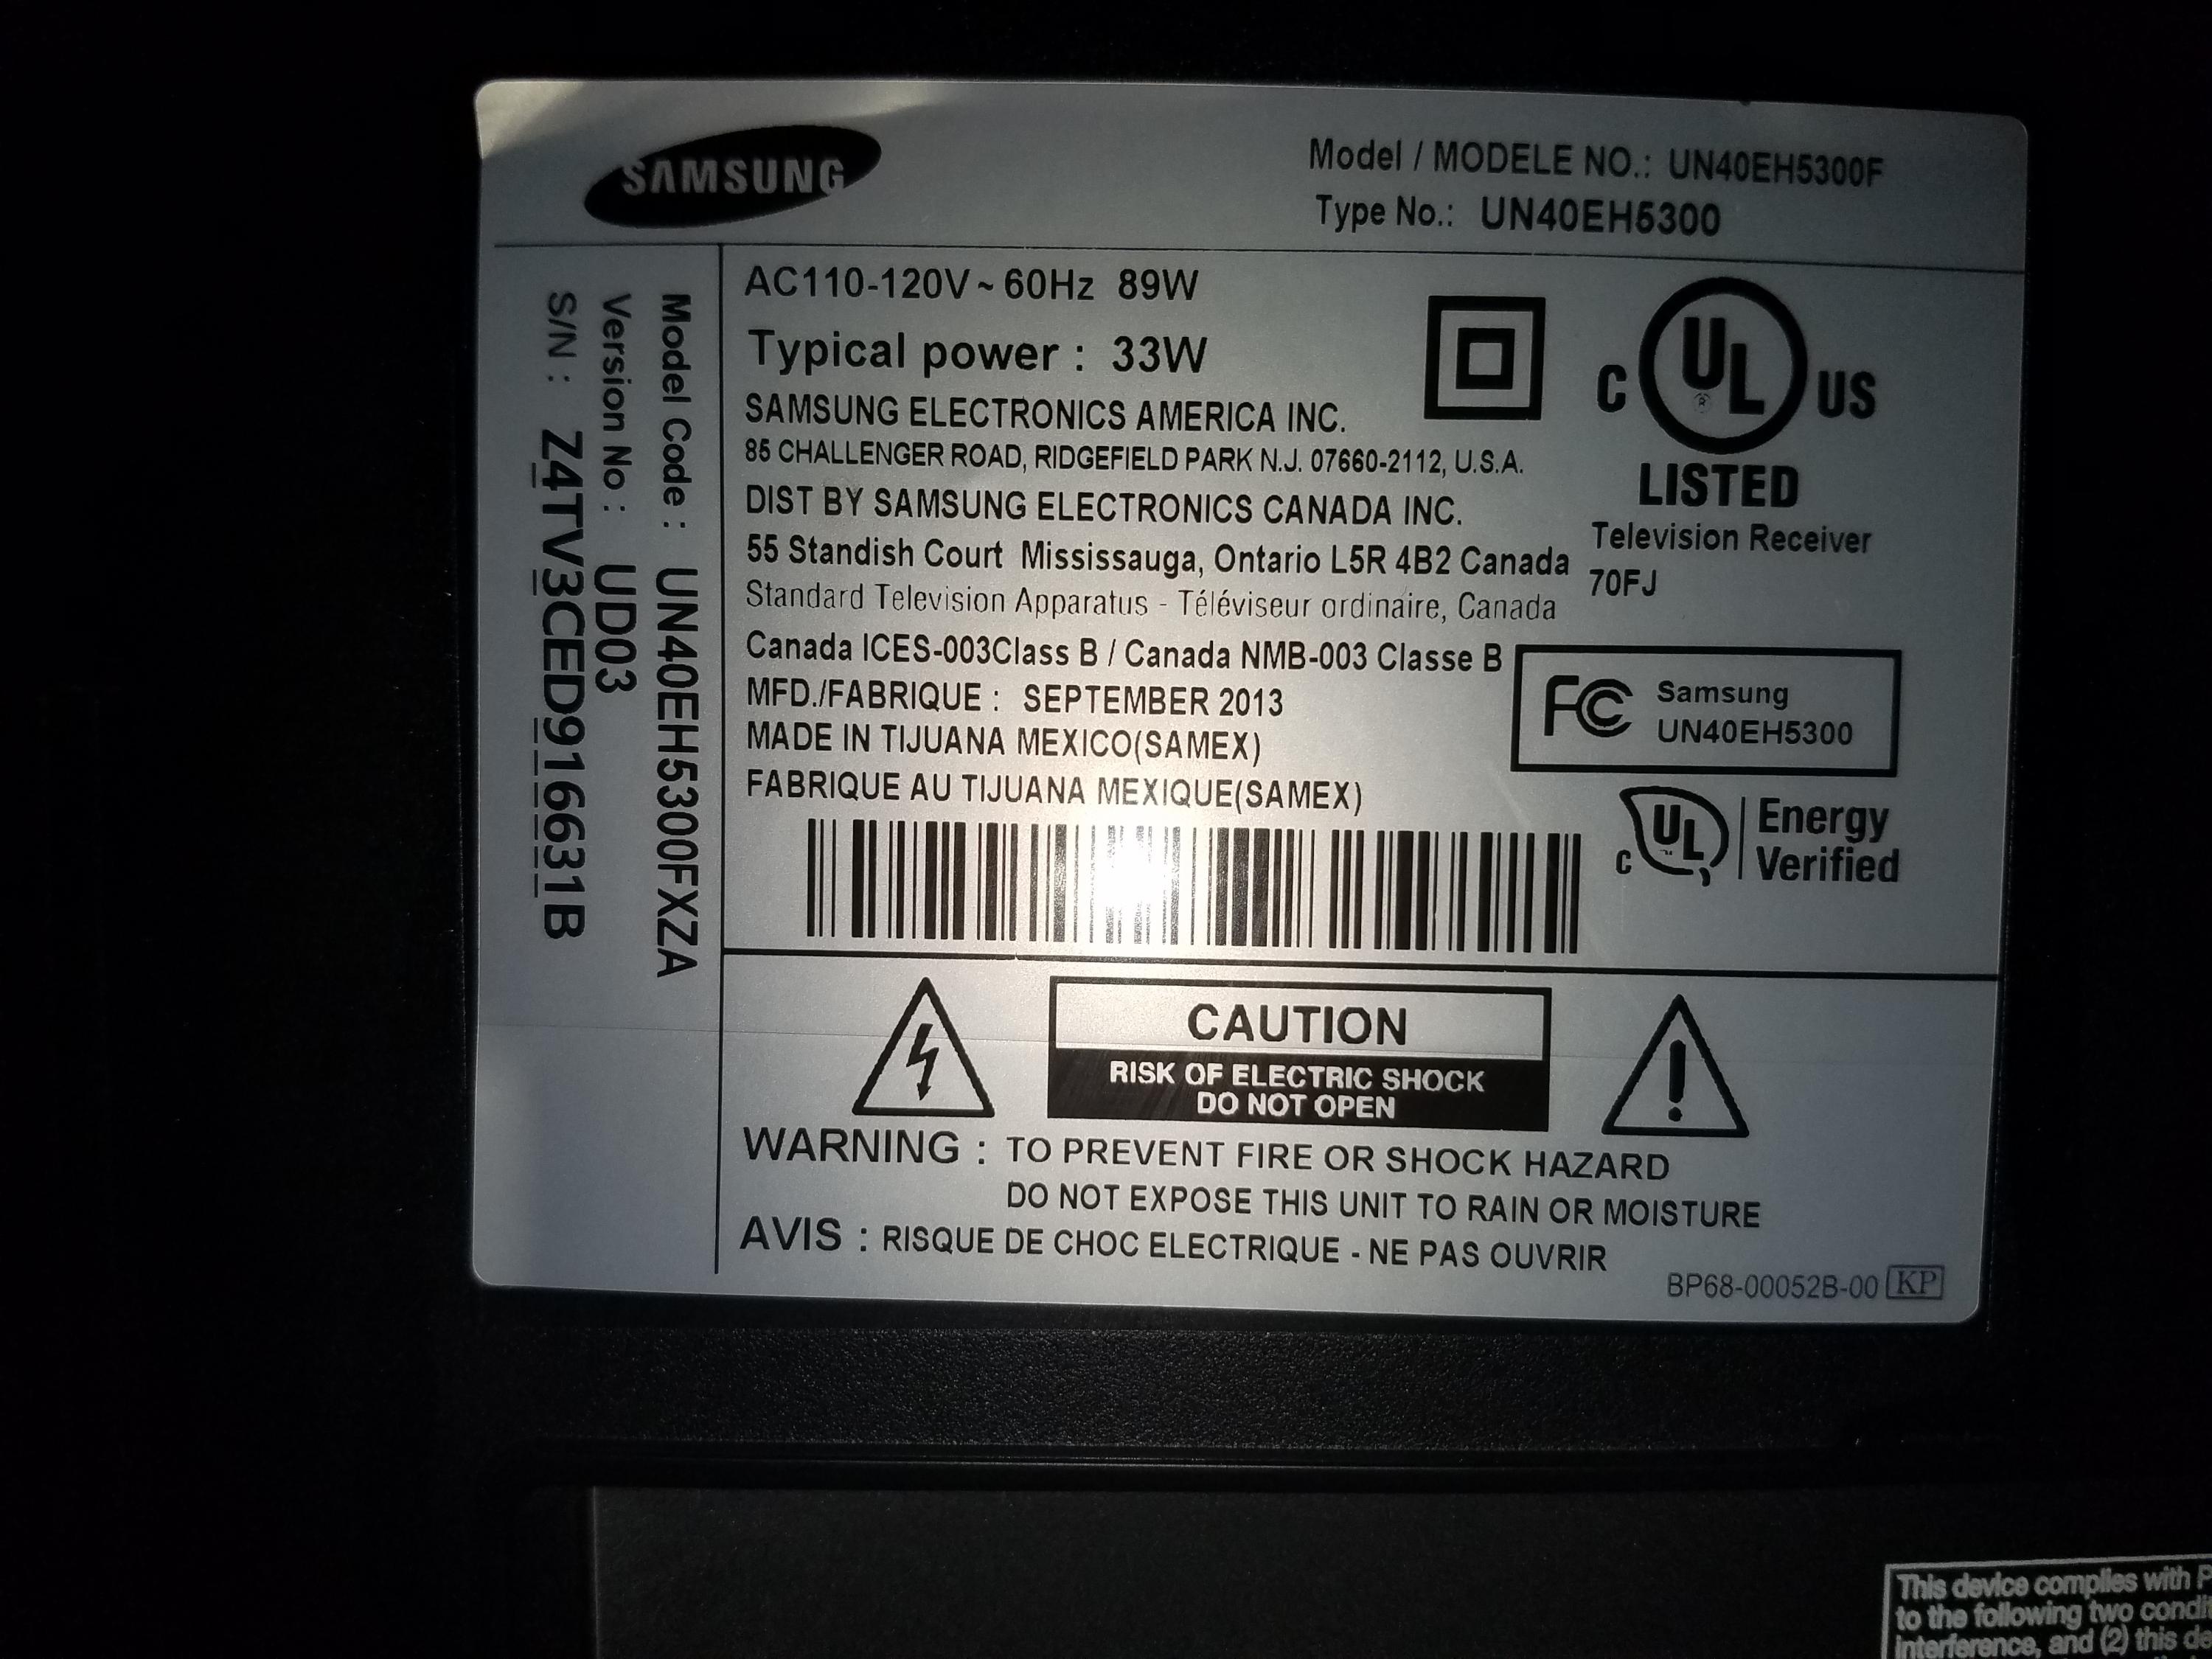 SAMSUNG
Model / MODELE NO.: UN40EH5300F
Type No.: UN40EH5300
Model Code : UN40EH5300FXZA
Version No : UD03
S/N : Z4TV3CED916631B
AC110-120V ~ 60Hz 89W
Typical power : 33W
SAMSUNG ELECTRONICS AMERICA INC.
85 CHALLENGER ROAD, RIDGEFIELD PARK N.J. 07660-2112, U.S.A.
DIST BY SAMSUNG ELECTRONICS CANADA INC.
55 Standish Court Mississauga, Ontario L5R 4B2 Canada
Standard Television Apparatus - Téléviseur ordinaire, Canada
Canada ICES-003Class B / Canada NMB-003 Classe B
MFD./FABRIQUE : SEPTEMBER 2013
MADE IN TIJUANA MEXICO(SAMEX)
FABRIQUE AU TIJUANA MEXIQUE(SAMEX)
C UL ® US
LISTED
Television Receiver
70FJ
FC Samsung
UN40EH5300
C UL ™ Energy
Verified
CAUTION
RISK OF ELECTRIC SHOCK
DO NOT OPEN
WARNING : TO PREVENT FIRE OR SHOCK HAZARD
DO NOT EXPOSE THIS UNIT TO RAIN OR MOISTURE
AVIS : RISQUE DE CHOC ELECTRIQUE - NE PAS OUVRIR
BP68-00052B-00 KP
This device complies with P
to the following two condit
interference, and (2) this de